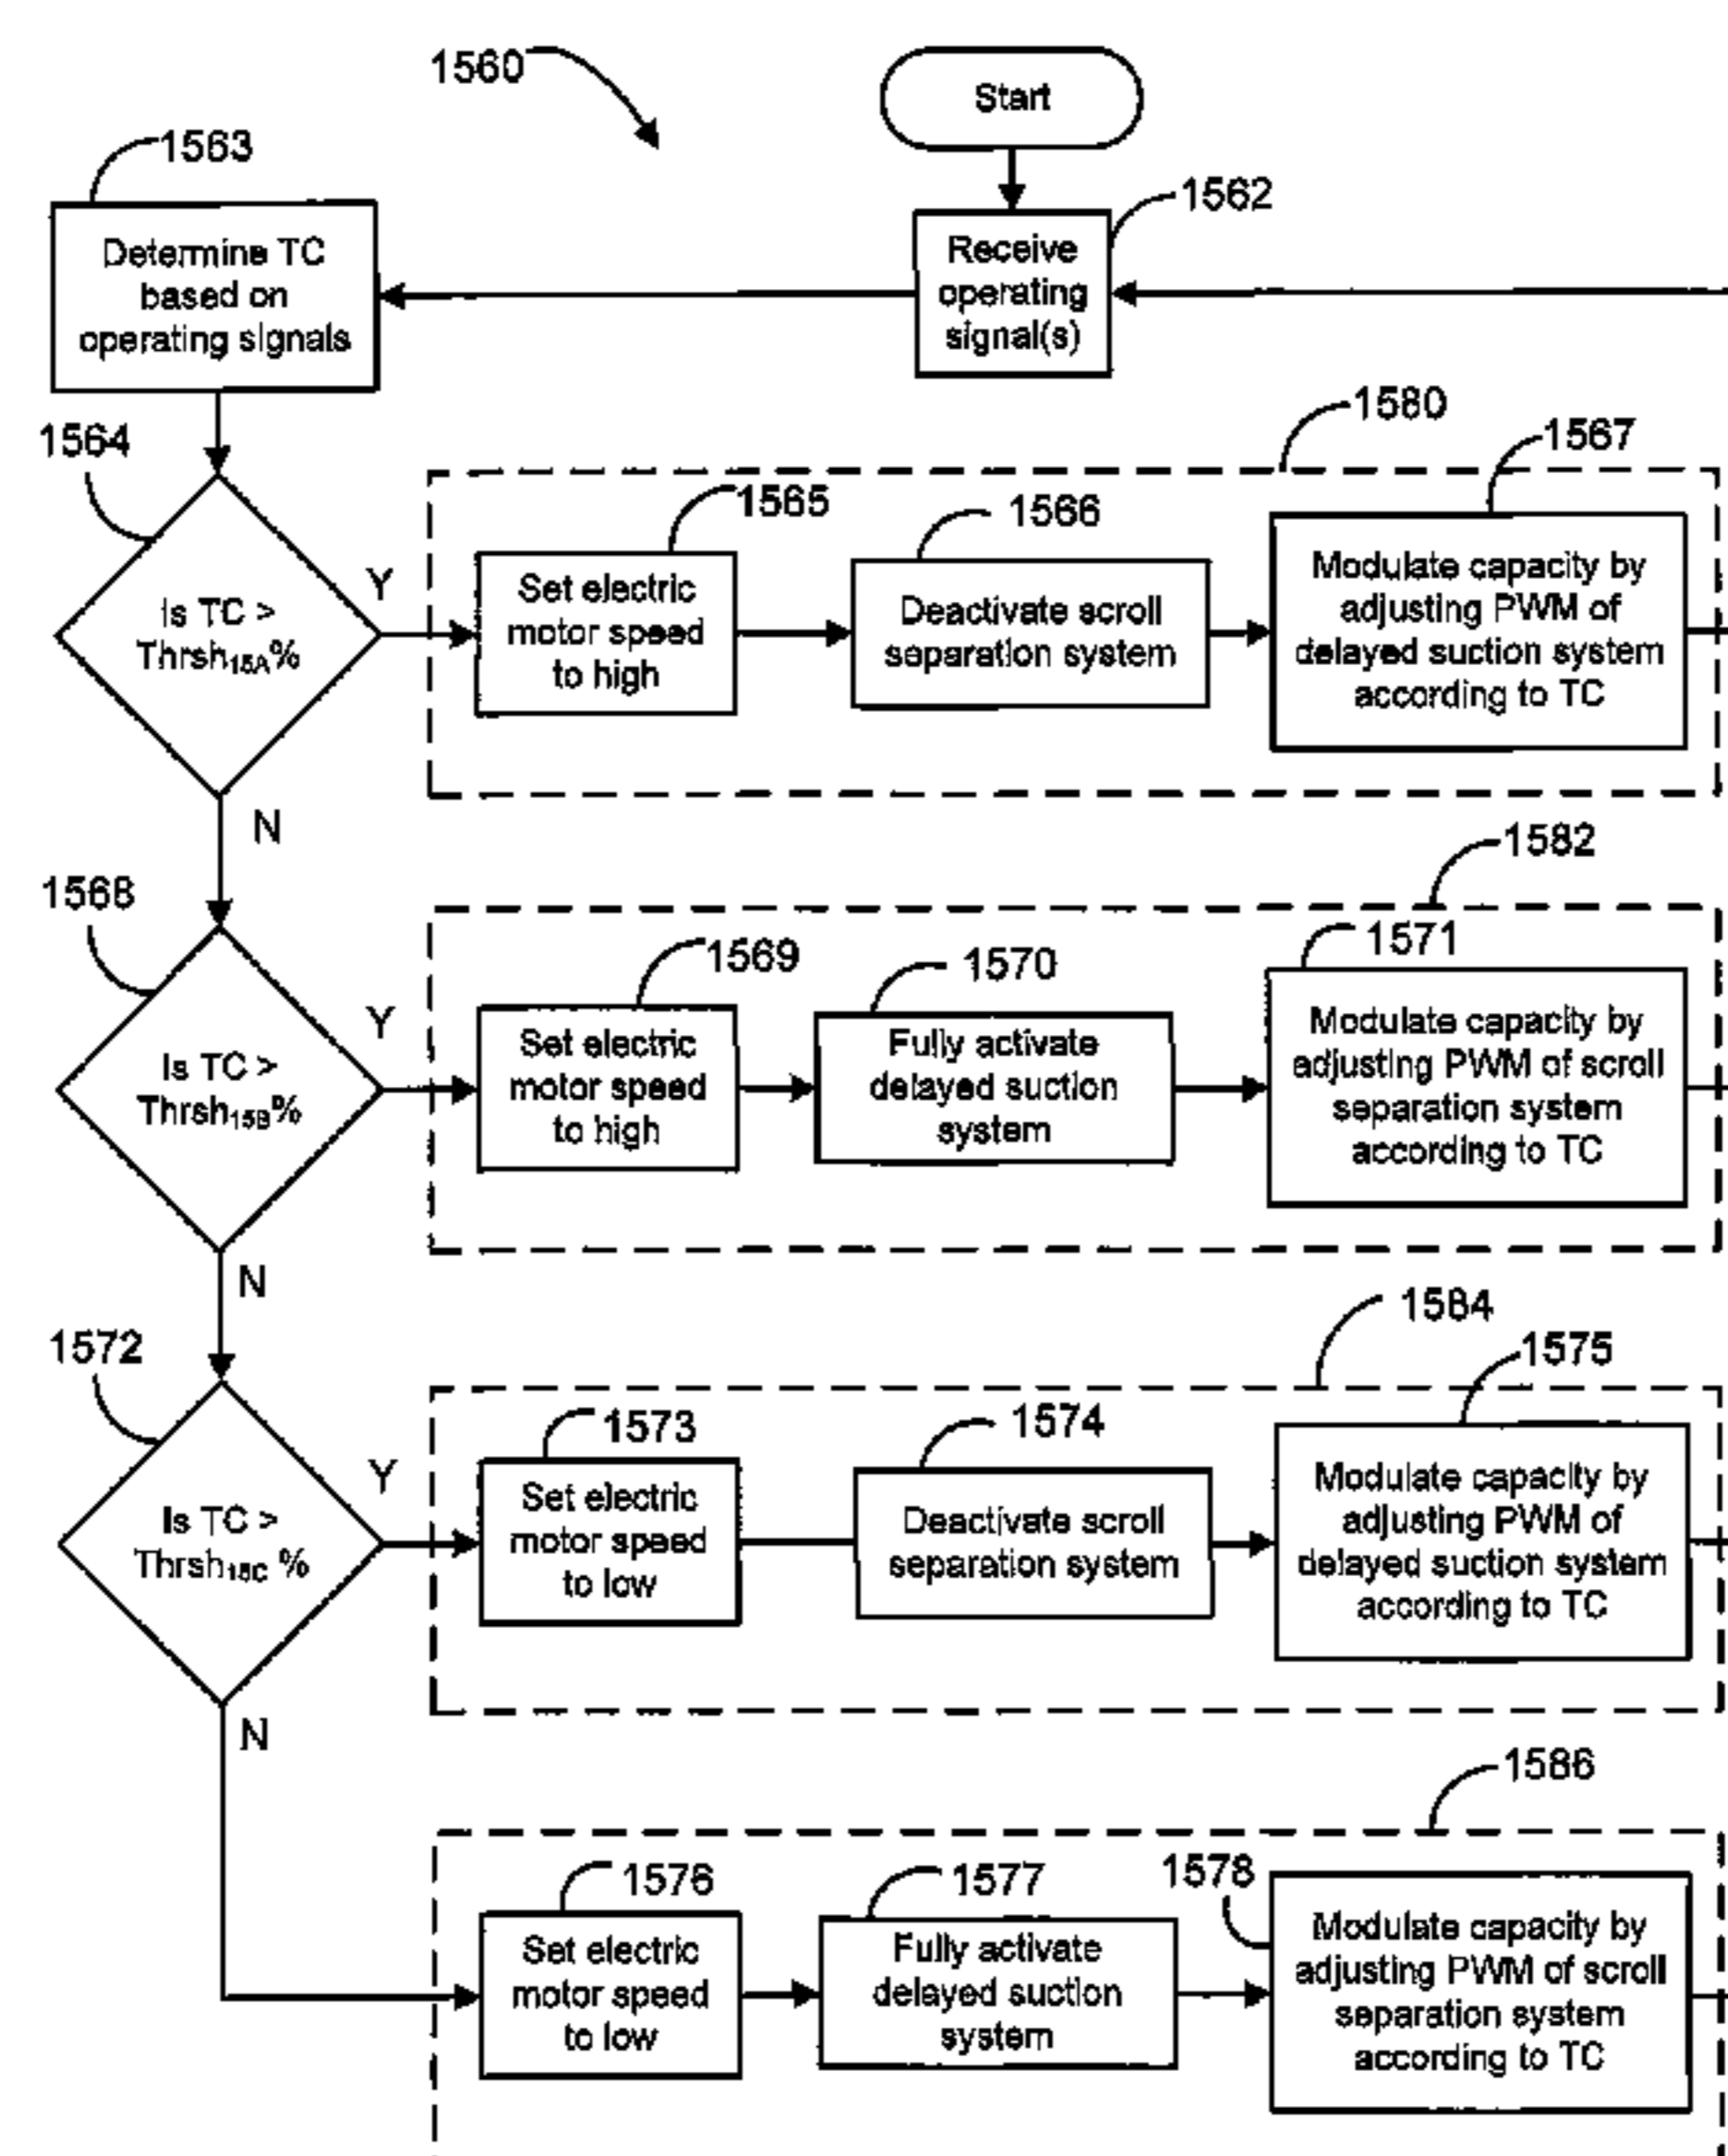 1560
Start
1563
1562
Determine TC
based on
operating signals
Receive
operating
signal(s)
1564
1580
1567
1565
1566
Is TC >
Thrsh15A%
Y
N
Set electric
motor speed
to high
Deactivate scroll
separation system
Modulate capacity by
adjusting PWM of
delayed suction system
according to TC
1568
1582
1569
1570
1571
Is TC >
Thrsh15B%
Y
N
Set electric
motor speed
to high
Fully activate
delayed suction
system
Modulate capacity by
adjusting PWM of scroll
separation system
according to TC
1572
1584
1573
1574
1575
Is TC >
Thrsh15C %
Y
N
Set electric
motor speed
to low
Deactivate scroll
separation system
Modulate capacity by
adjusting PWM of
delayed suction system
according to TC
1586
1576
1577
1578
Set electric
motor speed
to low
Fully activate
delayed suction
system
Modulate capacity by
adjusting PWM of scroll
separation system
according to TC